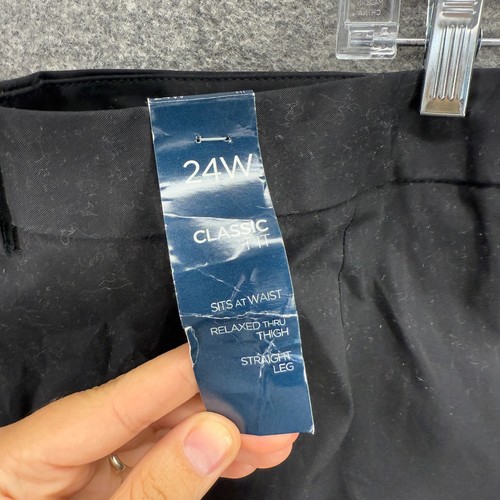 24W
CLASSIC
FIT
SITS AT WAIST
RELAXED THRU
THIGH
STRAIGHT
LEG